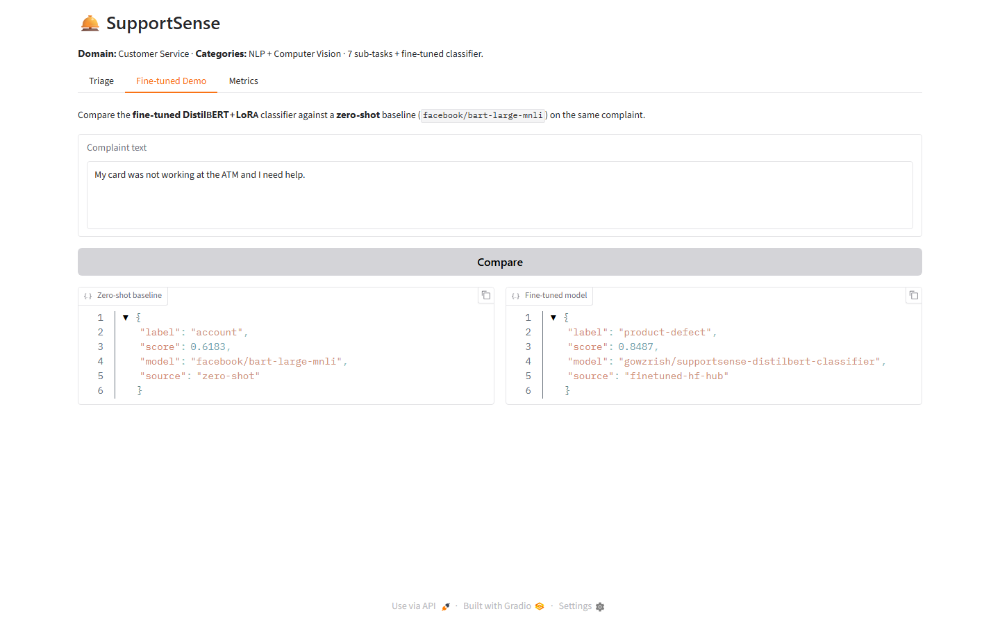 SupportSense
Domain: Customer Service · Categories: NLP + Computer Vision · 7 sub-tasks + fine-tuned classifier.
Triage
Fine-tuned Demo
Metrics
Compare the fine-tuned DistilBERT+LoRA classifier against a zero-shot baseline (facebook/bart-large-mnli) on the same complaint.
Complaint text
My card was not working at the ATM and I need help.
Compare
{ } Zero-shot baseline
1 ▼ {
2 "label": "account",
3 "score": 0.6183,
4 "model": "facebook/bart-large-mnli",
5 "source": "zero-shot"
6 }
{ } Fine-tuned model
1 ▼ {
2 "label": "product-defect",
3 "score": 0.8487,
4 "model": "gowzrish/supportsense-distilbert-classifier",
5 "source": "finetuned-hf-hub"
6 }
Use via API · Built with Gradio · Settings